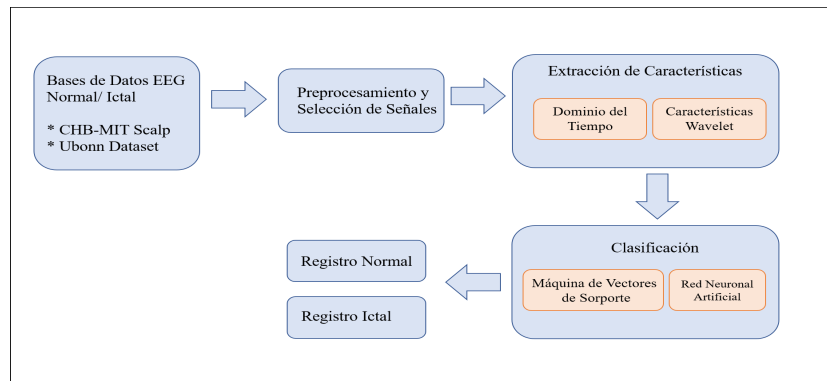 Bases de Datos EEG
Normal/ Ictal
* CHB-MIT Scalp
* Ubonn Dataset
Preprocesamiento y
Selección de Señales
Extracción de Características
Dominio del
Tiempo
Características
Wavelet
Clasificación
Máquina de Vectores
de Sorporte
Red Neuronal
Artificial
Registro Normal
Registro Ictal